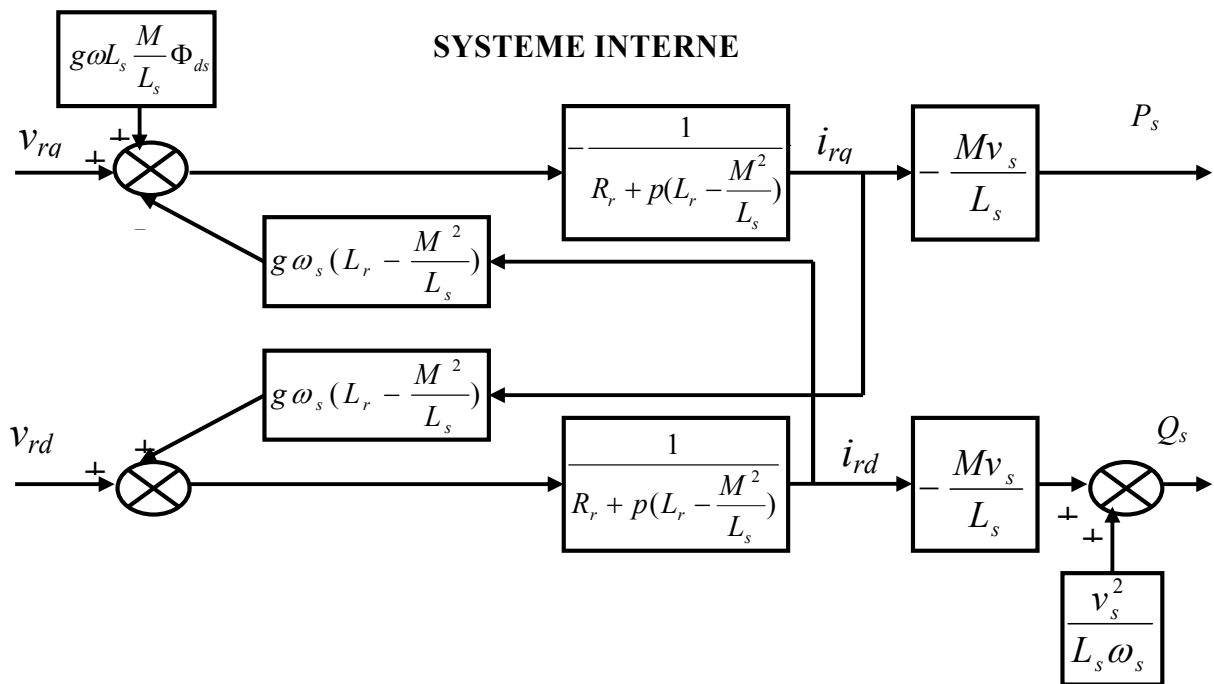 SYSTEME INTERNE
gωL_s M/L_s Φ_ds
v_rq
+
+
−
− 1/(R_r + p(L_r − M²/L_s))
i_rq
− Mv_s/L_s
P_s
gω_s(L_r − M²/L_s)
gω_s(L_r − M²/L_s)
v_rd
+
+
1/(R_r + p(L_r − M²/L_s))
i_rd
− Mv_s/L_s
+
+
Q_s
v_s²/(L_s ω_s)